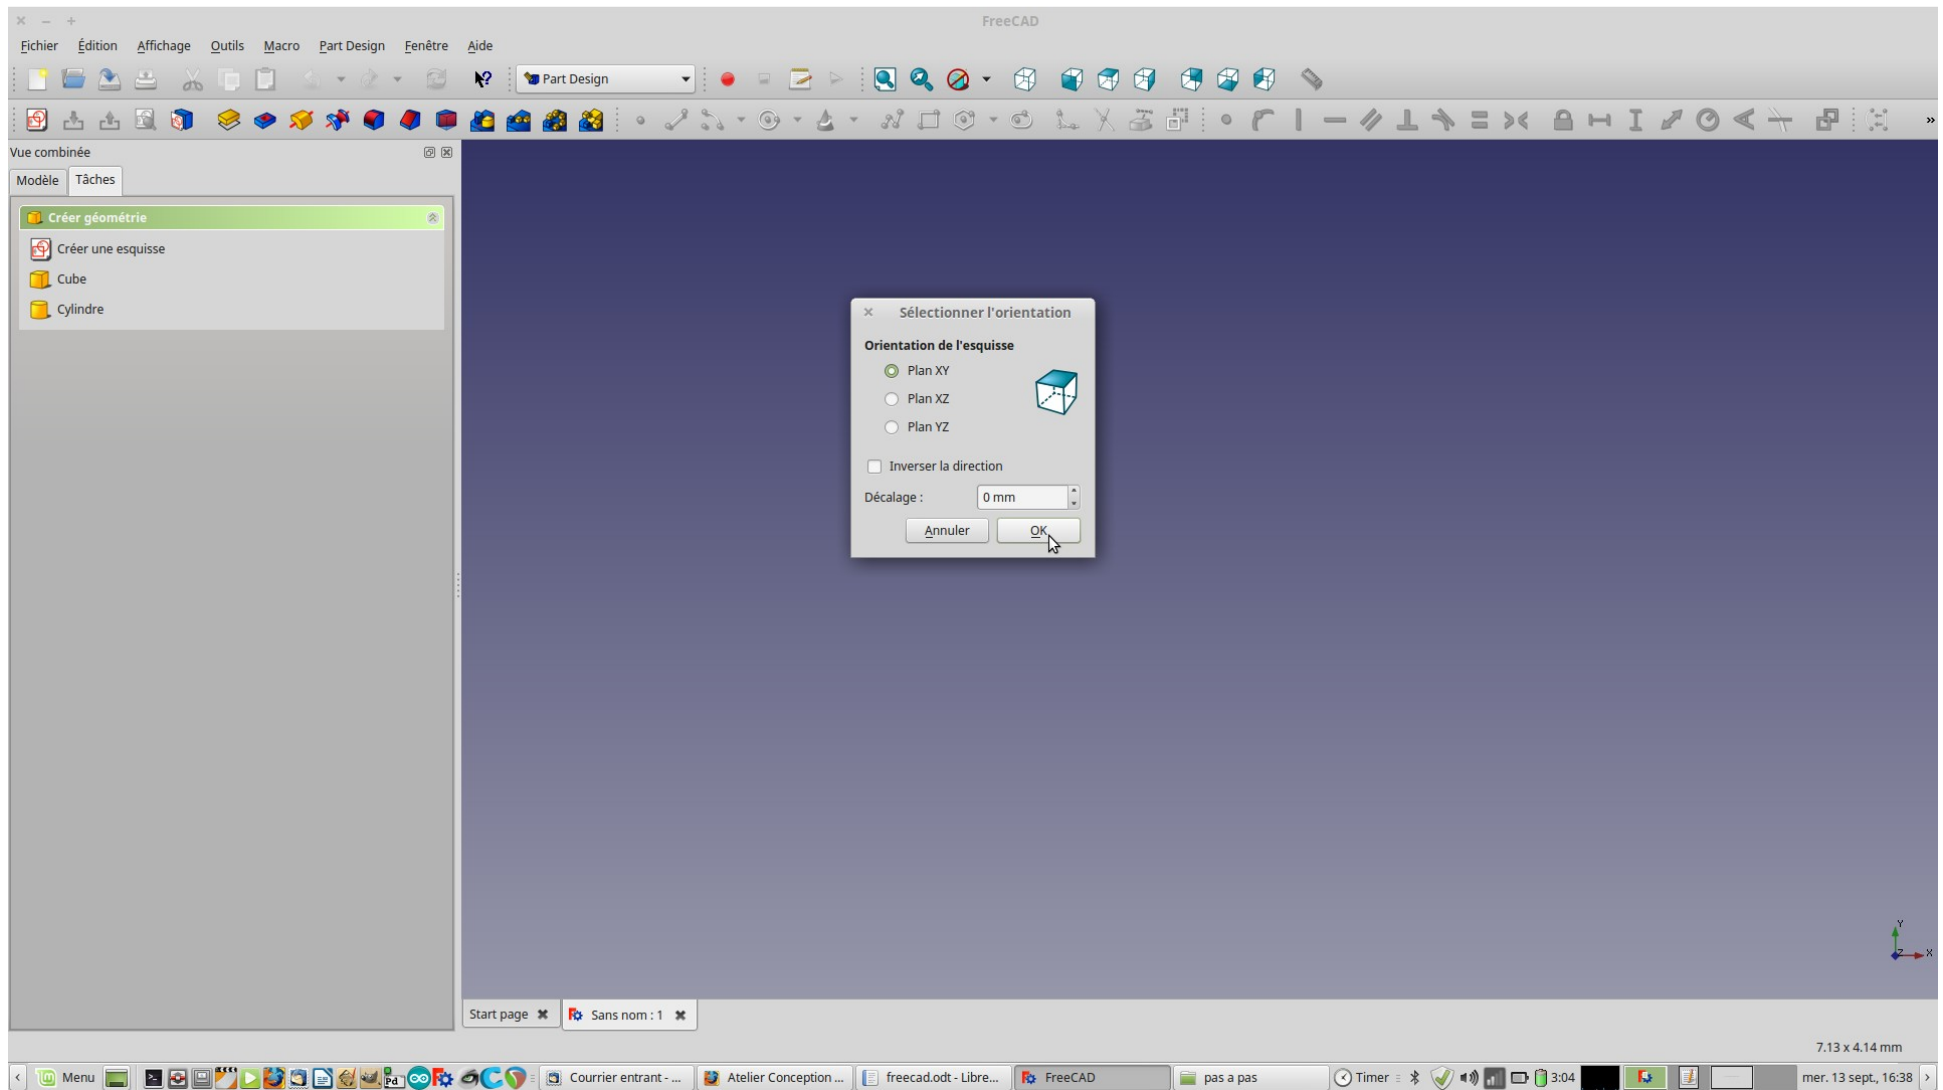 FreeCAD
Fichier Édition Affichage Outils Macro Part Design Fenêtre Aide
Part Design
Vue combinée
Modèle Tâches
Créer géométrie
Créer une esquisse
Cube
Cylindre
Sélectionner l'orientation
Orientation de l'esquisse
Plan XY
Plan XZ
Plan YZ
Inverser la direction
Décalage : 0 mm
Annuler OK
Y
Z X
Start page Sans nom : 1
7.13 x 4.14 mm
Menu Pd Courrier entrant - ... Atelier Conception ... freecad.odt - Libre... FreeCAD pas a pas Timer 3:04 mer. 13 sept., 16:38